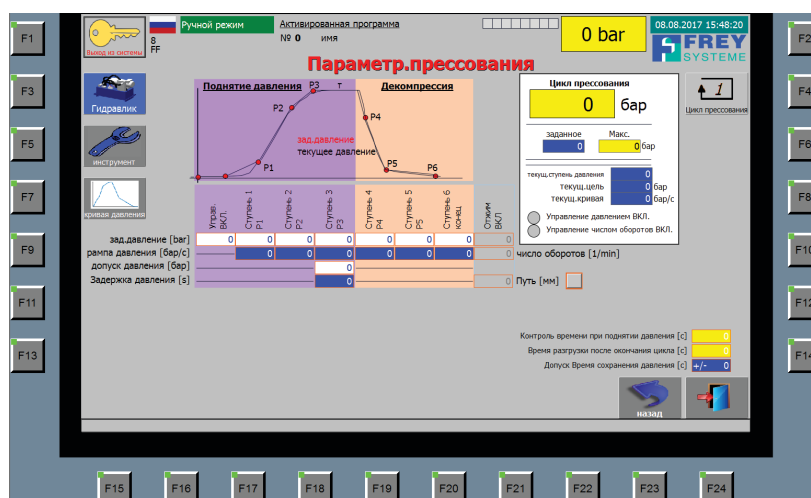 F1
Выход из системы
8
FF
Ручной режим
Активированная программа
№ 0 имя
0 bar
08.08.2017 15:48:20
FREY
SYSTEME
F2
Параметр.прессования
F3
Гидравлик
Поднятие давления
P3
T
Декомпрессия
P2
P4
P1
P5
P6
зад.давление
текущее давление
Цикл прессования
0 бар
1
Цикл прессования
F4
F5
инструмент
заданное
Макс.
0
0 бар
F6
F7
кривая давления
текущ.ступень давления 0
текущ.цель 0 бар
текущ.кривая 0 бар/с
F8
Управление давлением ВКЛ.
Управление числом оборотов ВКЛ.
Управ. ВКЛ.
Ступень 1 P1
Ступень 2 P2
Ступень 3 P3
Ступень 4 P4
Ступень 5 P5
Ступень 6 конец
Отжим ВКЛ
F9
зад.давление [bar] 0 0 0 0 0 0 0 0
рампа давления [бар/с] 0 0 0 0 0 0 0 число оборотов [1/min]
F10
допуск давления [бар] 0
Задержка давления [s] 0 0 Путь [мм]
F11
F12
Контроль времени при поднятии давления [с] 0
F13
Время разгрузки после окончания цикла [с] 0
F14
Допуск Время сохранения давления [с] +/- 0
назад
F15 F16 F17 F18 F19 F20 F21 F22 F23 F24